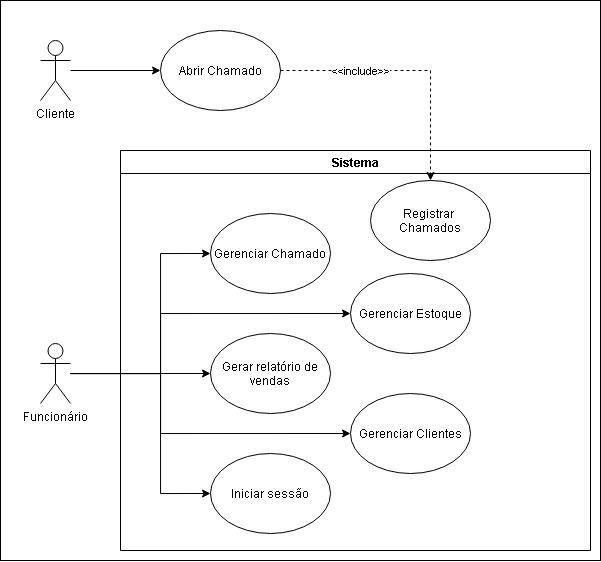 Abrir Chamado
<<include>>
Cliente
Sistema
Registrar
Chamados
Gerenciar Chamado
Gerenciar Estoque
Gerar relatório de
vendas
Funcionário
Gerenciar Clientes
Iniciar sessão